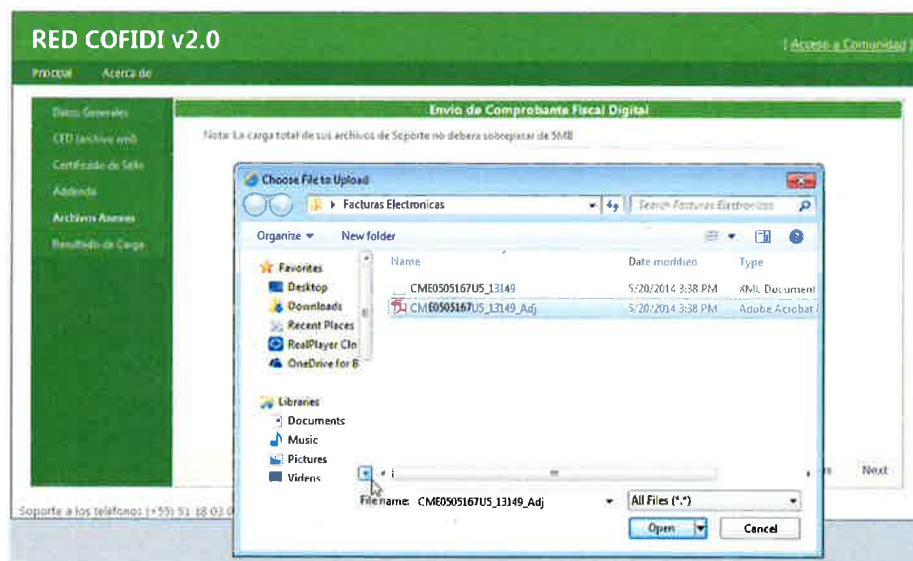 RED COFIDI v2.0
[ Acceso a Comunidad ]
Principal Acerca de
Datos Generales
CFD (archivo xml)
Certificado de Sello
Addenda
Archivos Anexos
Resultado de Carga
Envio de Comprobante Fiscal Digital
Nota: La carga total de sus archivos de Soporte no debera sobrepasar de 5MB
Choose File to Upload
Facturas Electronicas
Search Facturas Electronicas
Organize New folder
Favorites
Desktop
Downloads
Recent Places
RealPlayer Clo
OneDrive for B
Libraries
Documents
Music
Pictures
Videos
Name Date modified Type
CME0505167U5_13149 5/20/2014 3:38 PM XML Document
CME0505167U5_13149_Adj 5/20/2014 3:38 PM Adobe Acrobat
Next
File name: CME0505167U5_13149_Adj All Files (*.*)
Open Cancel
Soporte a los telefonos (+55) 51 18 03 0